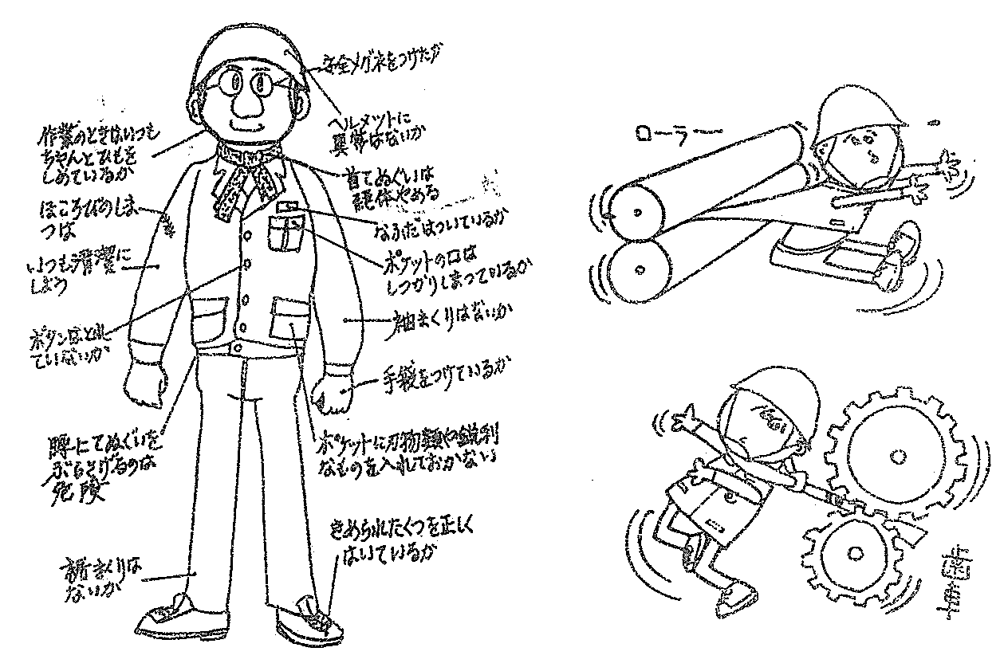 安全メガネをつけたか
ヘルメットに
異常はないか
作業のときはいつも
ちゃんとひもを
しめているか
首てぬぐいは
絶体やめる
ほころびのしま
つは
なふだはついているか
いつも清潔に
しよう
ポケットの口は
しっかりしまっているか
袖まくりはないか
ボタンはとれ
ていないか
手袋をつけているか
腰にてぬぐいを
ぶらさげるのは
危険
ポケットに刃物類や鋭利
なものを入れておかない
きめられたくつを正しく
はいているか
裾まくりは
ないか
ローラー
歯車